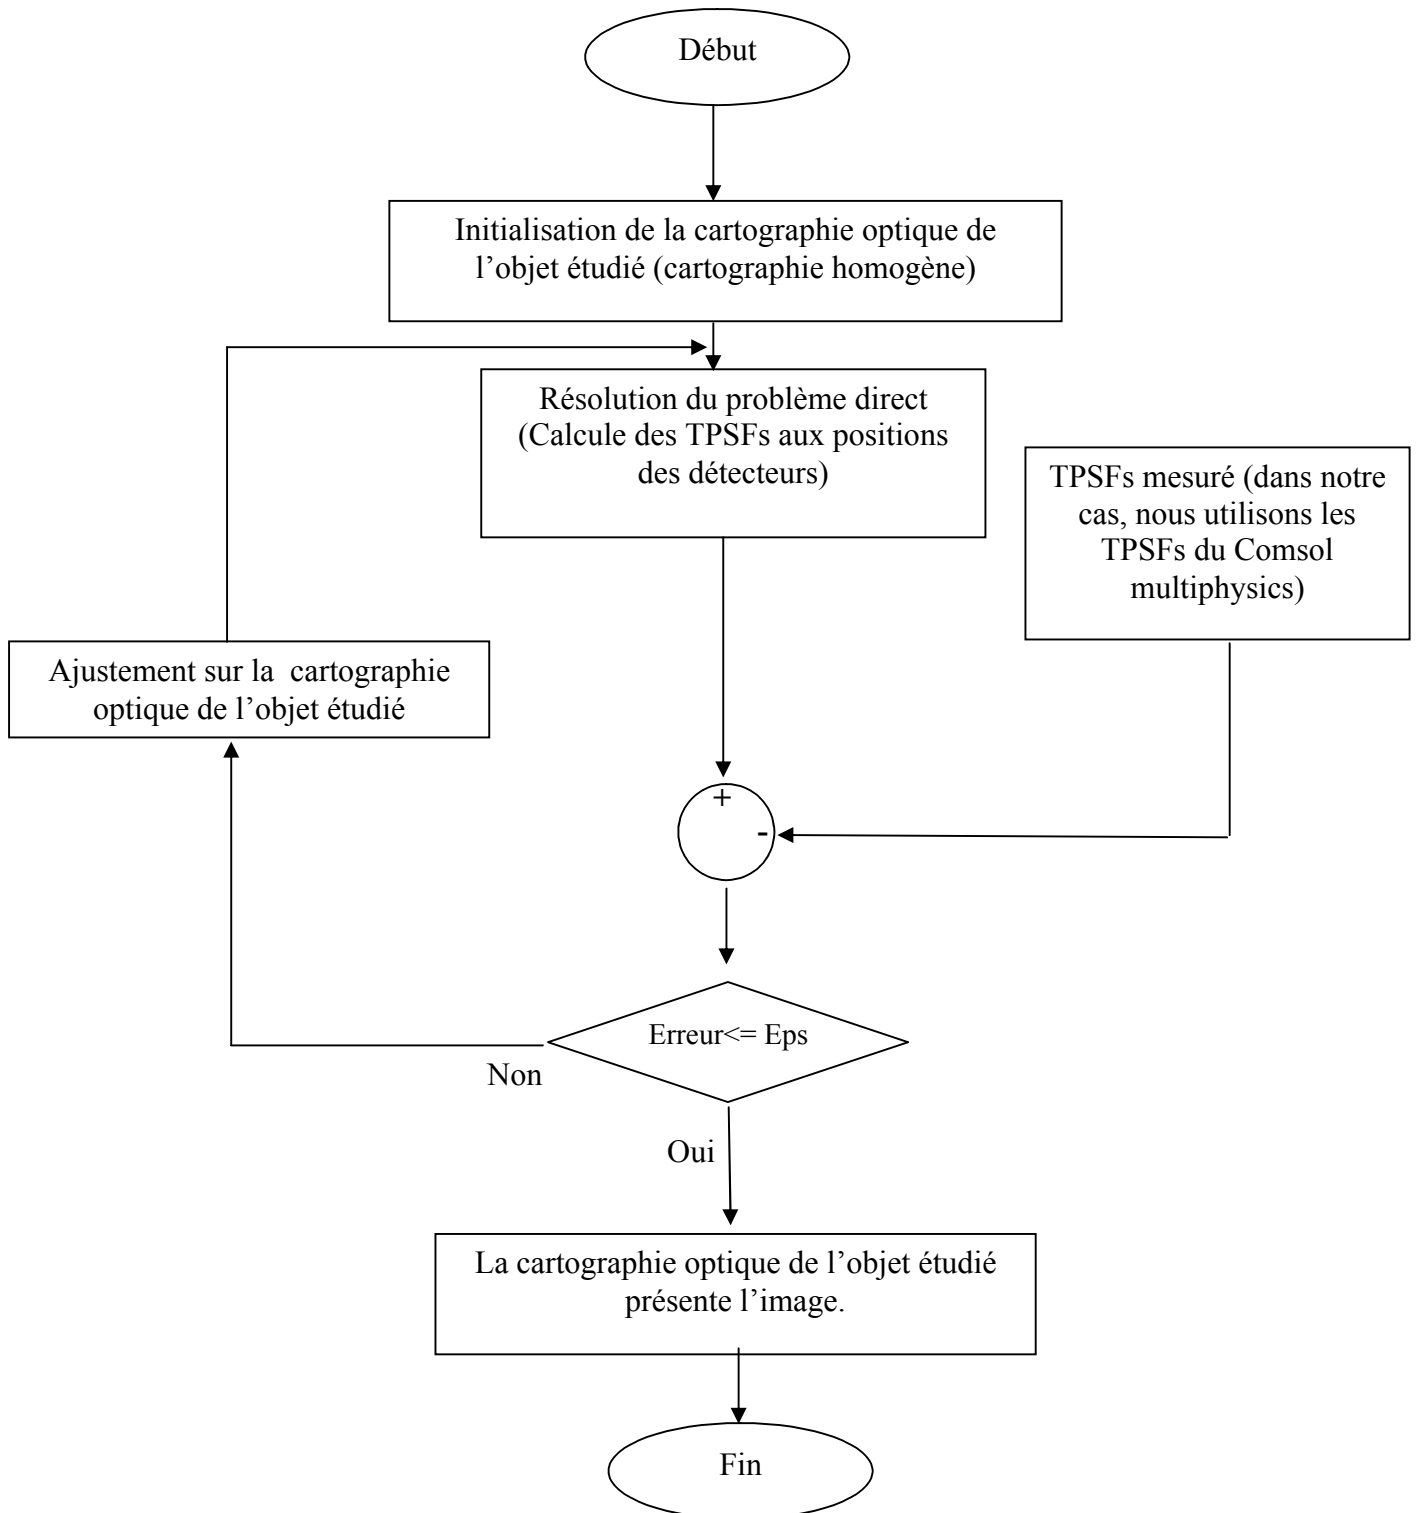 Début
Initialisation de la cartographie optique de
l’objet étudié (cartographie homogène)
Résolution du problème direct
(Calcule des TPSFs aux positions
des détecteurs)
TPSFs mesuré (dans notre
cas, nous utilisons les
TPSFs du Comsol
multiphysics)
Ajustement sur la  cartographie
optique de l’objet étudié
+
-
Erreur<= Eps
Non
Oui
La cartographie optique de l’objet étudié
présente l’image.
Fin